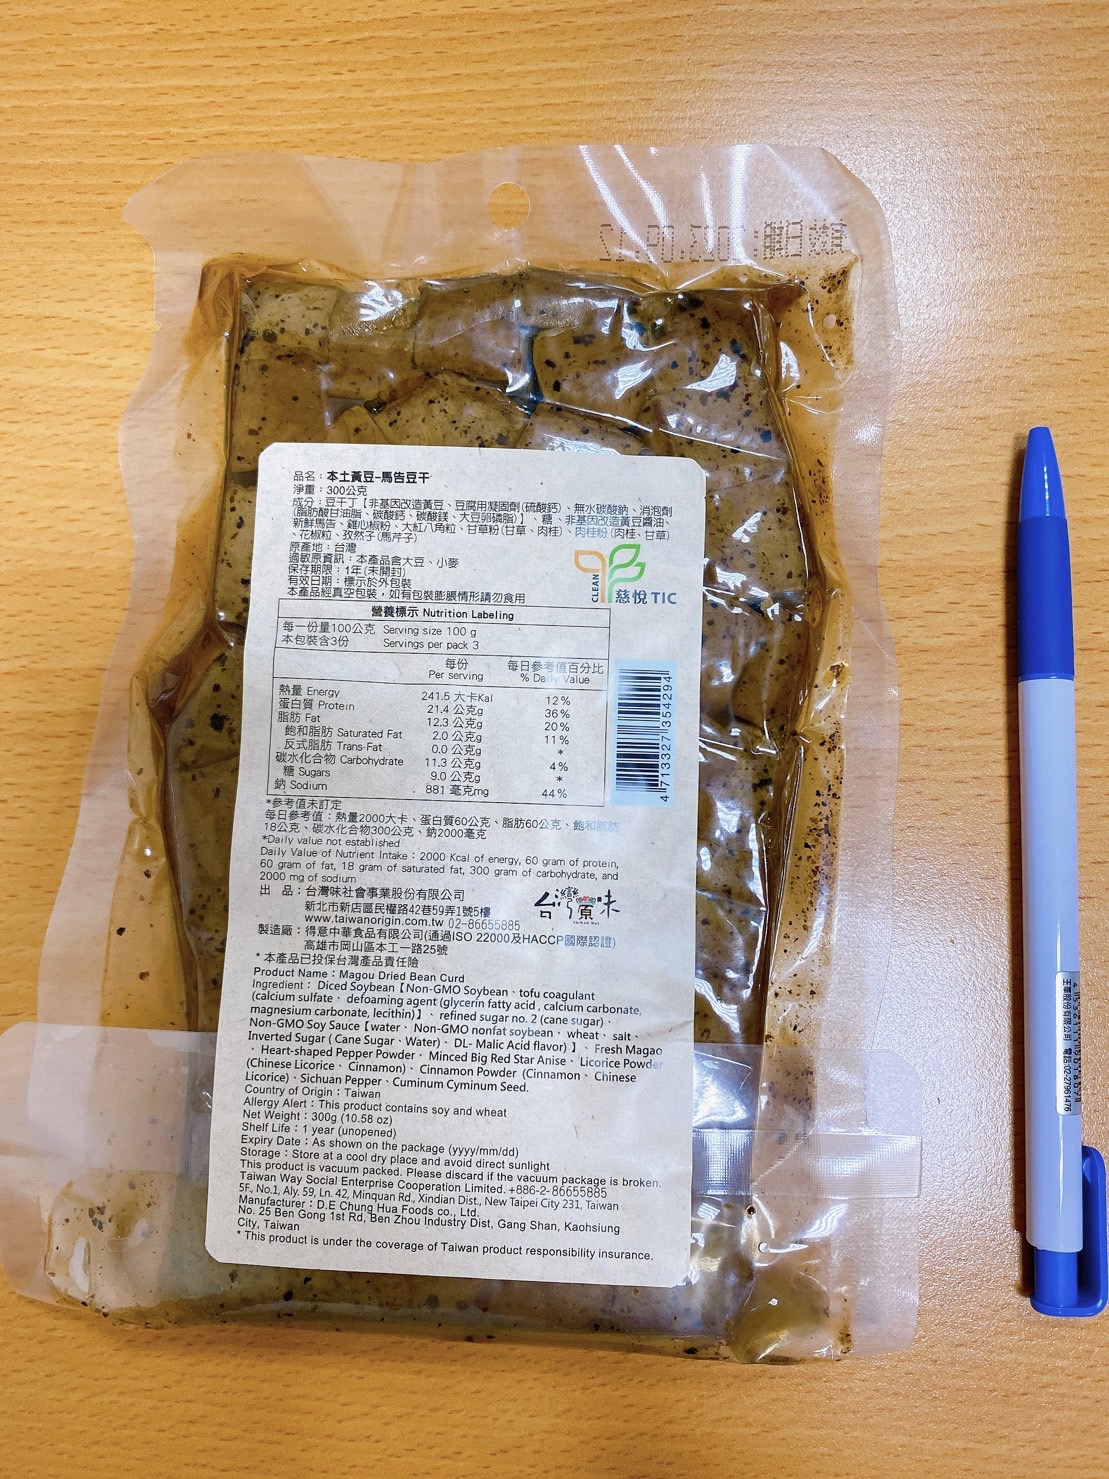 有效日期:2023.09.12
品名:本土黃豆-馬告豆干
淨重:300公克
成分:豆干丁【非基因改造黃豆、豆腐用凝固劑(硫酸鈣)、無水碳酸鈉、消泡劑
(脂肪酸甘油脂、碳酸鈣、碳酸鎂、大豆卵磷脂)】、糖、非基因改造黃豆醬油、
新鮮馬告、雞心椒粉、大紅八角粒、甘草粉(甘草、肉桂)、肉桂粉(肉桂、甘草)
、花椒粒、孜然子(馬芹子)
原產地:台灣
過敏原資訊:本產品含大豆、小麥
保存期限:1年(未開封)
有效日期:標示於外包裝
本產品經真空包裝,如有包裝膨脹情形請勿食用
CLEAN 慈悅 TIC
營養標示 Nutrition Labeling
每一份量100公克 Serving size 100 g
本包裝含3份 Servings per pack 3
每份 每日參考值百分比
Per serving % Daily Value
熱量 Energy 241.5 大卡Kal 12%
蛋白質 Protein 21.4 公克g 36%
脂肪 Fat 12.3 公克g 20%
飽和脂肪 Saturated Fat 2.0 公克g 11%
反式脂肪 Trans-Fat 0.0 公克g *
碳水化合物 Carbohydrate 11.3 公克g 4%
糖 Sugars 9.0 公克g *
鈉 Sodium 881 毫克mg 44%
4 713327 354294
*參考值未訂定
每日參考值:熱量2000大卡、蛋白質60公克、脂肪60公克、飽和脂肪
18公克、碳水化合物300公克、鈉2000毫克
*Daily value not established
Daily Value of Nutrient Intake:2000 Kcal of energy, 60 gram of protein,
60 gram of fat, 18 gram of saturated fat, 300 gram of carbohydrate, and
2000 mg of sodium
出 品:台灣味社會事業股份有限公司
新北市新店區民權路42巷59弄1號5樓
www.taiwanorigin.com.tw 02-86655885
台灣原味
TAIWAN WAY
製造廠:得意中華食品有限公司(通過ISO 22000及HACCP國際認證)
高雄市岡山區本工一路25號
*本產品已投保台灣產品責任險
Product Name:Magou Dried Bean Curd
Ingredient:Diced Soybean【Non-GMO Soybean、tofu coagulant
(calcium sulfate、defoaming agent (glycerin fatty acid , calcium carbonate,
magnesium carbonate, lecithin)】、refined sugar no. 2 (cane sugar)、
Non-GMO Soy Sauce【water、Non-GMO nonfat soybean、wheat、salt、
Inverted Sugar ( Cane Sugar、Water)、DL- Malic Acid flavor) 】、Fresh Magao
、Heart-shaped Pepper Powder、Minced Big Red Star Anise、Licorice Powder
(Chinese Licorice、Cinnamon)、Cinnamon Powder (Cinnamon、Chinese
Licorice)、Sichuan Pepper、Cuminum Cyminum Seed.
Country of Origin:Taiwan
Allergy Alert:This product contains soy and wheat
Net Weight:300g (10.58 oz)
Shelf Life:1 year (unopened)
Expiry Date:As shown on the package (yyyy/mm/dd)
Storage:Store at a cool dry place and avoid direct sunlight
This product is vacuum packed. Please discard if the vacuum package is broken.
Taiwan Way Social Enterprise Cooperation Limited. +886-2- 86655885
5F., No.1, Aly. 59, Ln. 42, Minquan Rd., Xindian Dist., New Taipei City 231, Taiwan
Manufacturer:D.E Chung Hua Foods co., Ltd.
No. 25 Ben Gong 1st Rd, Ben Zhou Industry Dist, Gang Shan, Kaohsiung
City, Taiwan
* This product is under the coverage of Taiwan product responsibility insurance.
王華股份有限公司 電話:02-27961476